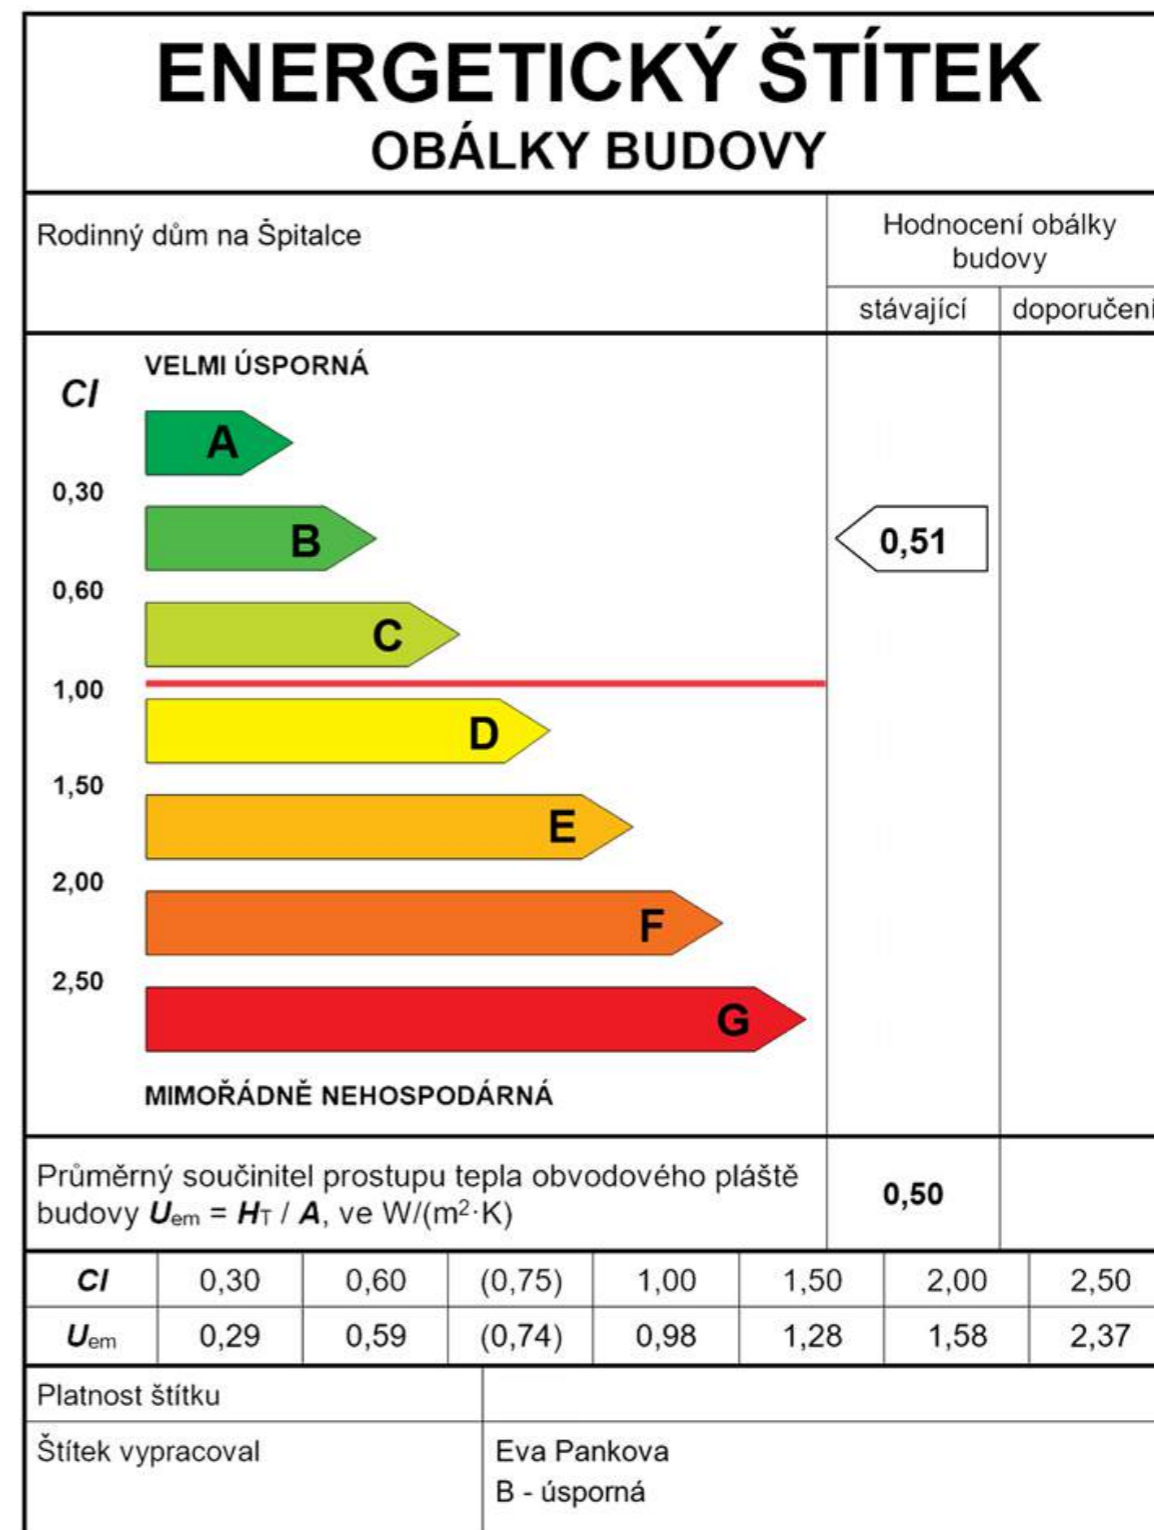 ENERGETICKÝ ŠTÍTEK
OBÁLKY BUDOVY
Rodinný dům na Špitalce
Hodnocení obálky
budovy
stávající doporučení
VELMI ÚSPORNÁ
CI
A
0,30
B
0,51
0,60
C
1,00
D
1,50
E
2,00
F
2,50
G
MIMOŘÁDNĚ NEHOSPODÁRNÁ
Průměrný součinitel prostupu tepla obvodového pláště
budovy Uem = HT / A, ve W/(m²·K)
0,50
CI 0,30 0,60 (0,75) 1,00 1,50 2,00 2,50
Uem 0,29 0,59 (0,74) 0,98 1,28 1,58 2,37
Platnost štítku
Štítek vypracoval
Eva Pankova
B - úsporná